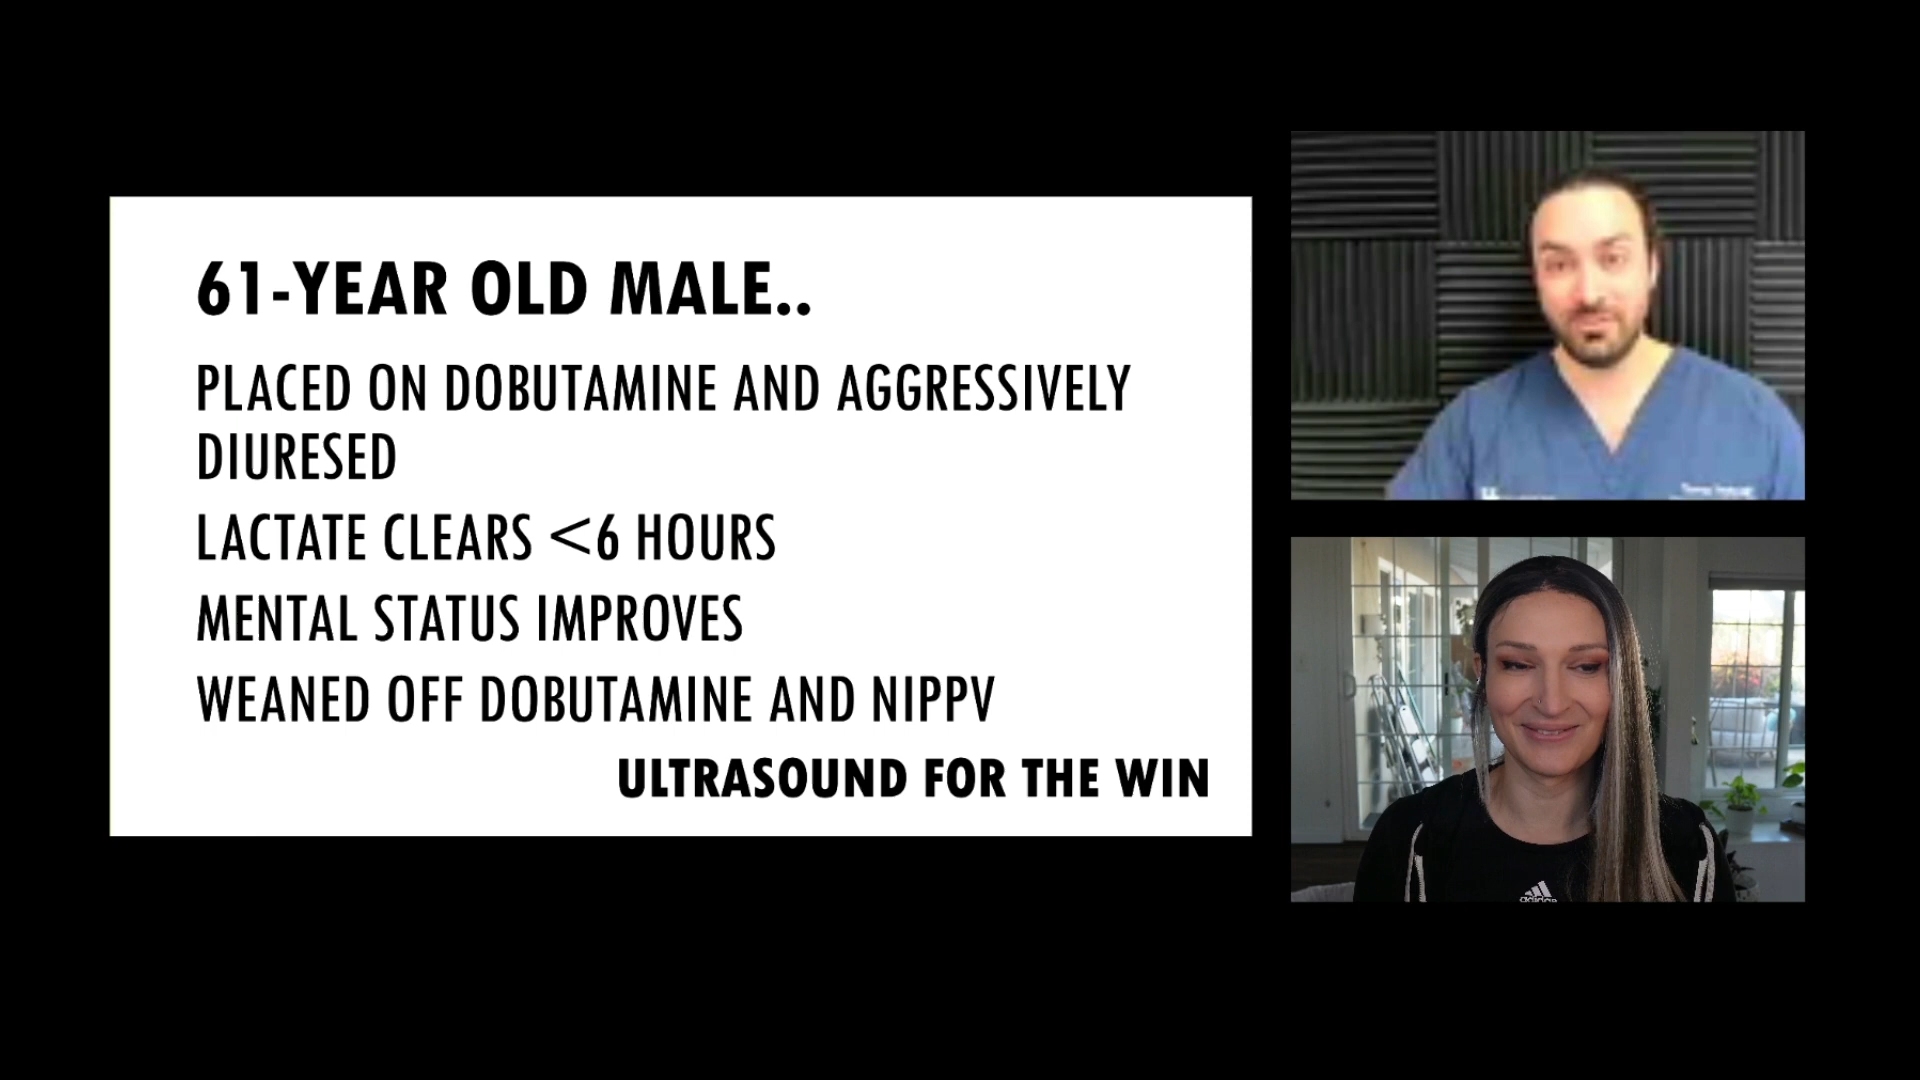 61-YEAR OLD MALE..
PLACED ON DOBUTAMINE AND AGGRESSIVELY
DIURESED
LACTATE CLEARS <6 HOURS
MENTAL STATUS IMPROVES
WEANED OFF DOBUTAMINE AND NIPPV
ULTRASOUND FOR THE WIN
adidas